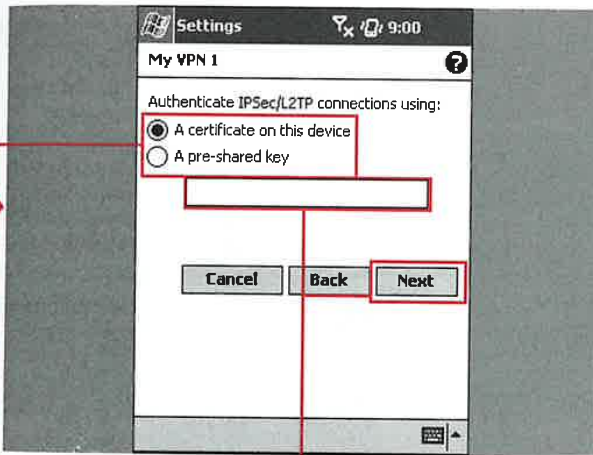 Settings 9:00
My VPN 1 ?
Authenticate IPSec/L2TP connections using:
A certificate on this device
A pre-shared key
Cancel Back Next